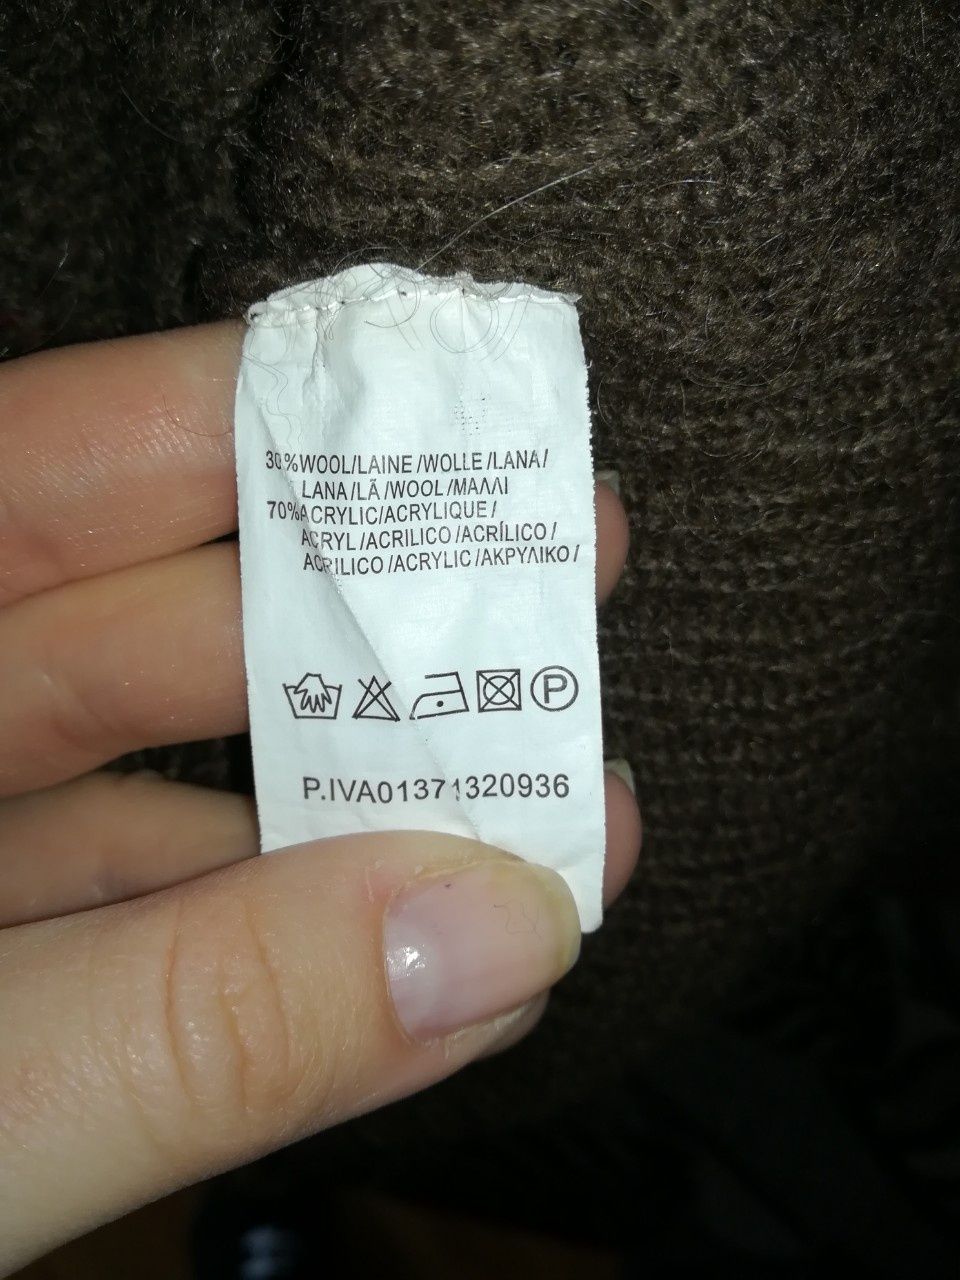 30%WOOL/LAINE/WOLLE/LANA/
LANA/LÃ/WOOL/ΜΑΛΛΙ
70%ACRYLIC/ACRYLIQUE/
ACRYL/ACRILICO/ACRÍLICO/
ACRILICO/ACRYLIC/ΑΚΡΥΛΙΚΟ/
P
P.IVA01371320936